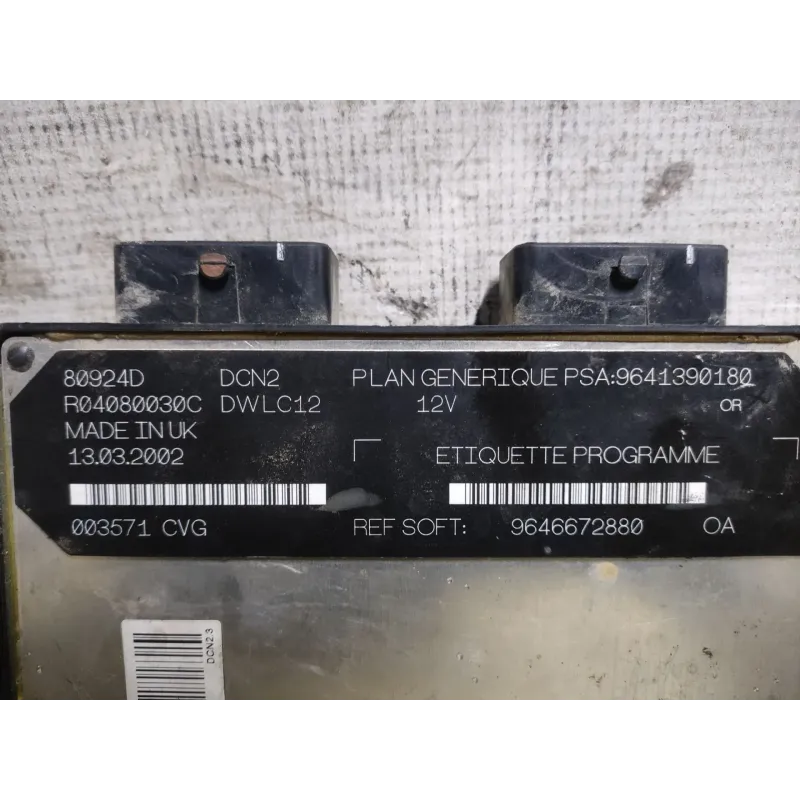 80924D DCN2 PLAN GENERIQUE PSA:9641390180
R04080030C DWLC12 12V OR
MADE IN UK
13.03.2002 ETIQUETTE PROGRAMME
003571 CVG REF SOFT: 9646672880 OA
DCN2.3